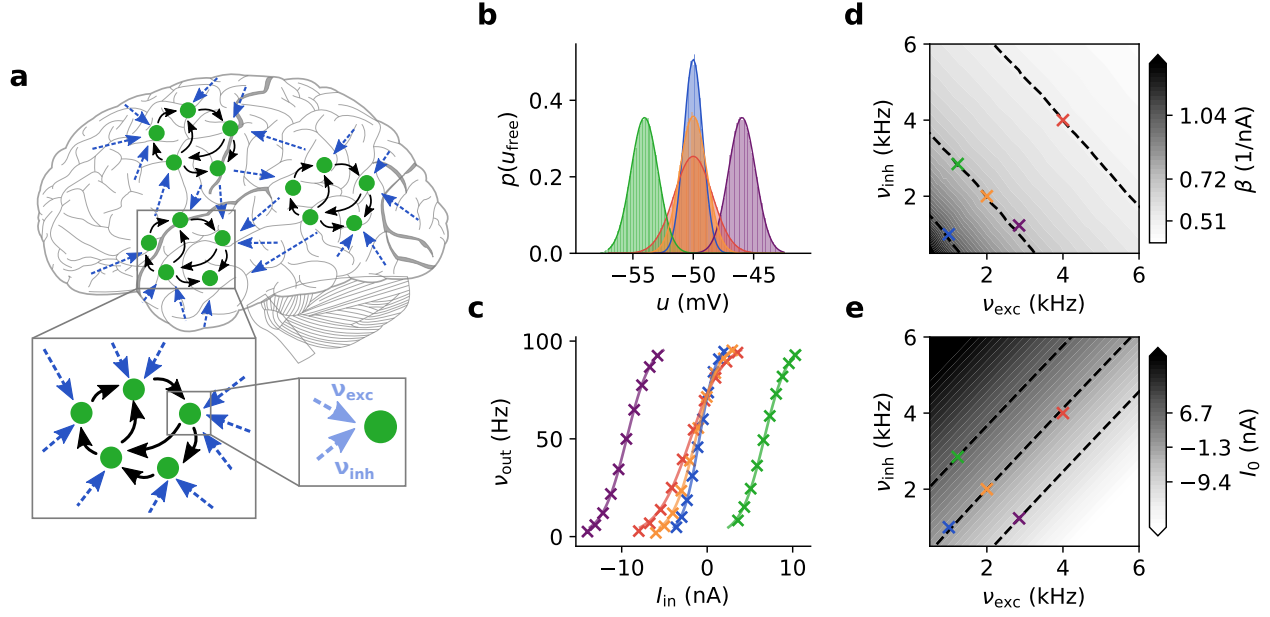 a
ν_exc
ν_inh
b
p(u_free)
0.4
0.2
0.0
−55
−50
−45
u (mV)
c
ν_out (Hz)
100
50
0
−10
0
10
I_in (nA)
d
ν_inh (kHz)
6
4
2
2
4
6
ν_exc (kHz)
1.04
0.72
0.51
β (1/nA)
e
ν_inh (kHz)
6
4
2
2
4
6
ν_exc (kHz)
6.7
−1.3
−9.4
I_0 (nA)